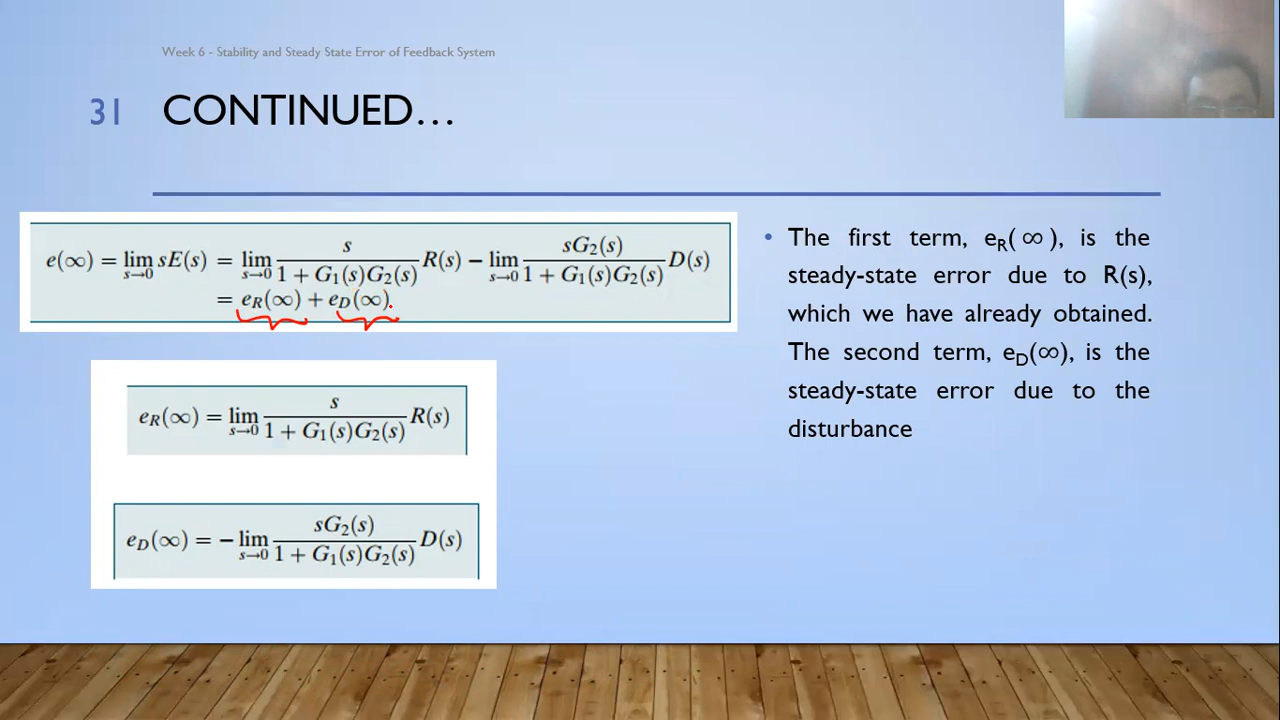 Week 6 - Stability and Steady State Error of Feedback System
31 CONTINUED…
e(∞) = lim s→0 sE(s) = lim s→0 s / (1 + G₁(s)G₂(s)) R(s) − lim s→0 sG₂(s) / (1 + G₁(s)G₂(s)) D(s)
= e_R(∞) + e_D(∞)
e_R(∞) = lim s→0 s / (1 + G₁(s)G₂(s)) R(s)
e_D(∞) = − lim s→0 sG₂(s) / (1 + G₁(s)G₂(s)) D(s)
• The first term, e_R( ∞ ), is the
steady-state error due to R(s),
which we have already obtained.
The second term, e_D(∞), is the
steady-state error due to the
disturbance